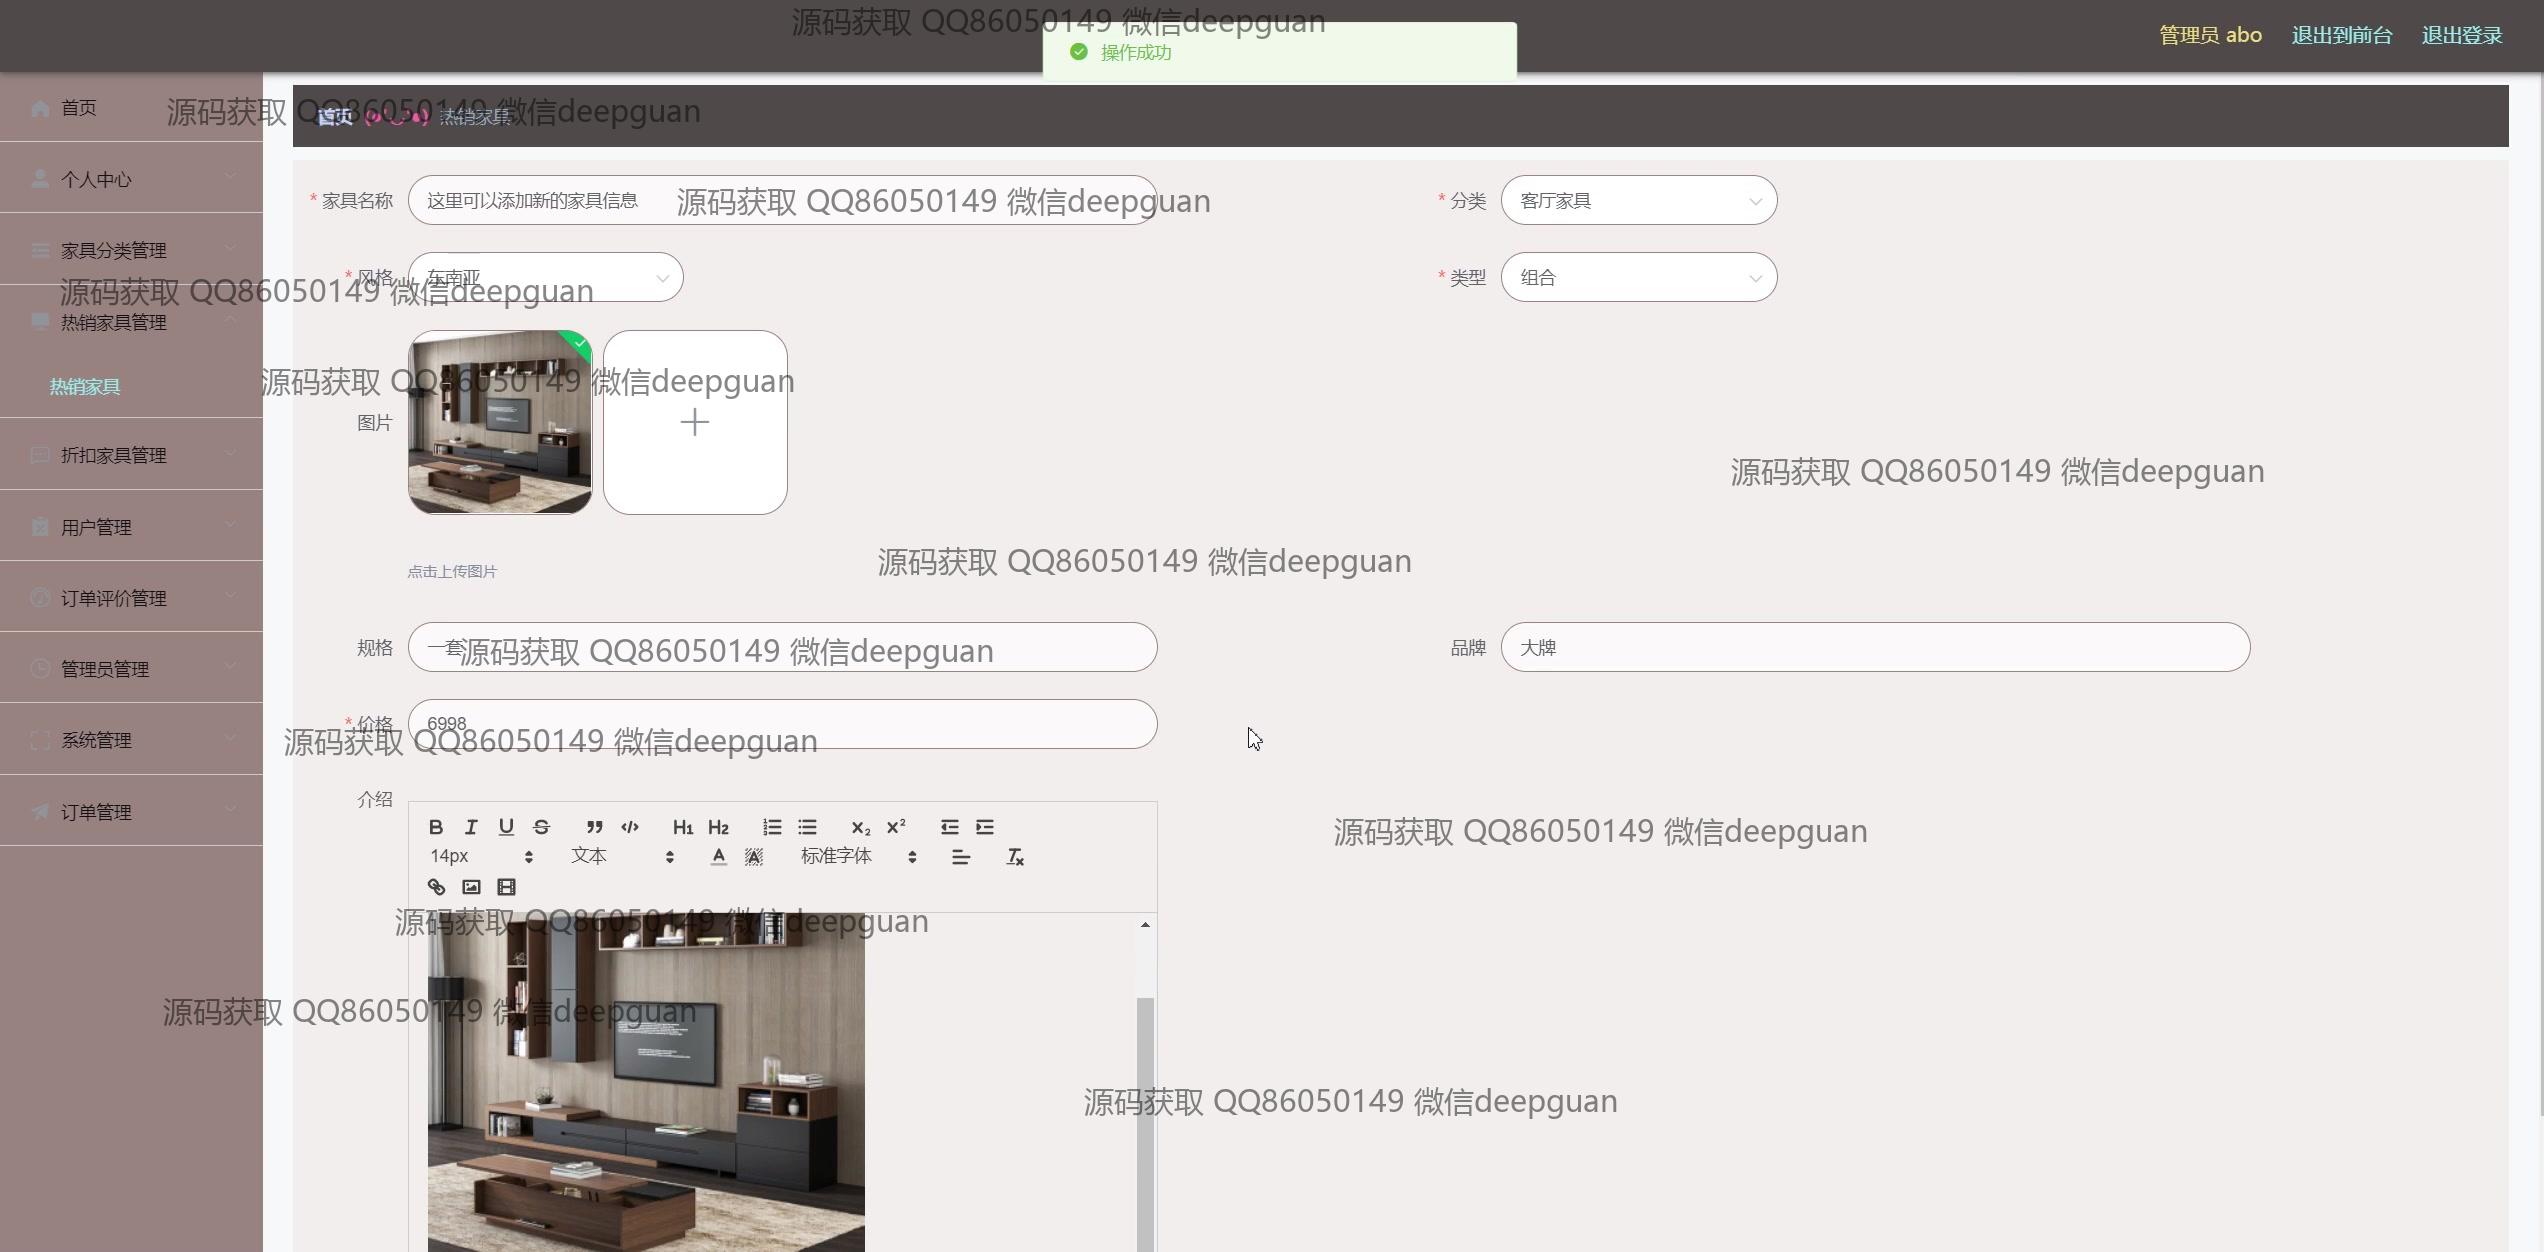 源码获取 QQ86050149 微信deepguan
操作成功
管理员 abo
退出到前台
退出登录
首页
源码获取 QQ86050149 微信deepguan
首页 热销家具
个人中心
家具分类管理
源码获取 QQ86050149 微信deepguan
热销家具管理
热销家具
折扣家具管理
用户管理
订单评价管理
管理员管理
系统管理
订单管理
* 家具名称
这里可以添加新的家具信息
源码获取 QQ86050149 微信deepguan
* 分类
客厅家具
* 风格
东南亚
* 类型
组合
源码获取 QQ86050149 微信deepguan
图片
源码获取 QQ86050149 微信deepguan
源码获取 QQ86050149 微信deepguan
点击上传图片
规格
一套
源码获取 QQ86050149 微信deepguan
品牌
大牌
* 价格
6998
源码获取 QQ86050149 微信deepguan
介绍
源码获取 QQ86050149 微信deepguan
B I U S H1 H2 X2 X2
14px 文本 A A 标准字体
源码获取 QQ86050149 微信deepguan
源码获取 QQ86050149 微信deepguan
源码获取 QQ86050149 微信deepguan